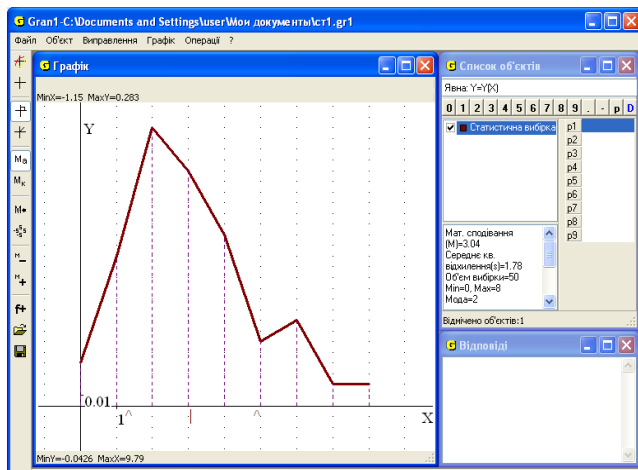 Gran1-C:\Documents and Settings\user\Мои документы\ст1.gr1
Файл Об'єкт Виправлення Графік Операції ?
Графік
MinX=-1.15 MaxY=0.283
Y
0.01
1
X
MinY=-0.0426 MaxX=9.79
Список об'єктів
Явна: Y=Y(X)
0 1 2 3 4 5 6 7 8 9 . - p D
Статистична вибірка
p1
p2
p3
p4
p5
p6
p7
p8
p9
Мат. сподівання
(M)=3.04
Середнє кв.
відхилення(s)=1.78
Об'єм вибірки=50
Min=0, Max=8
Мода=2
Відмічено об'єктів:1
Відповіді